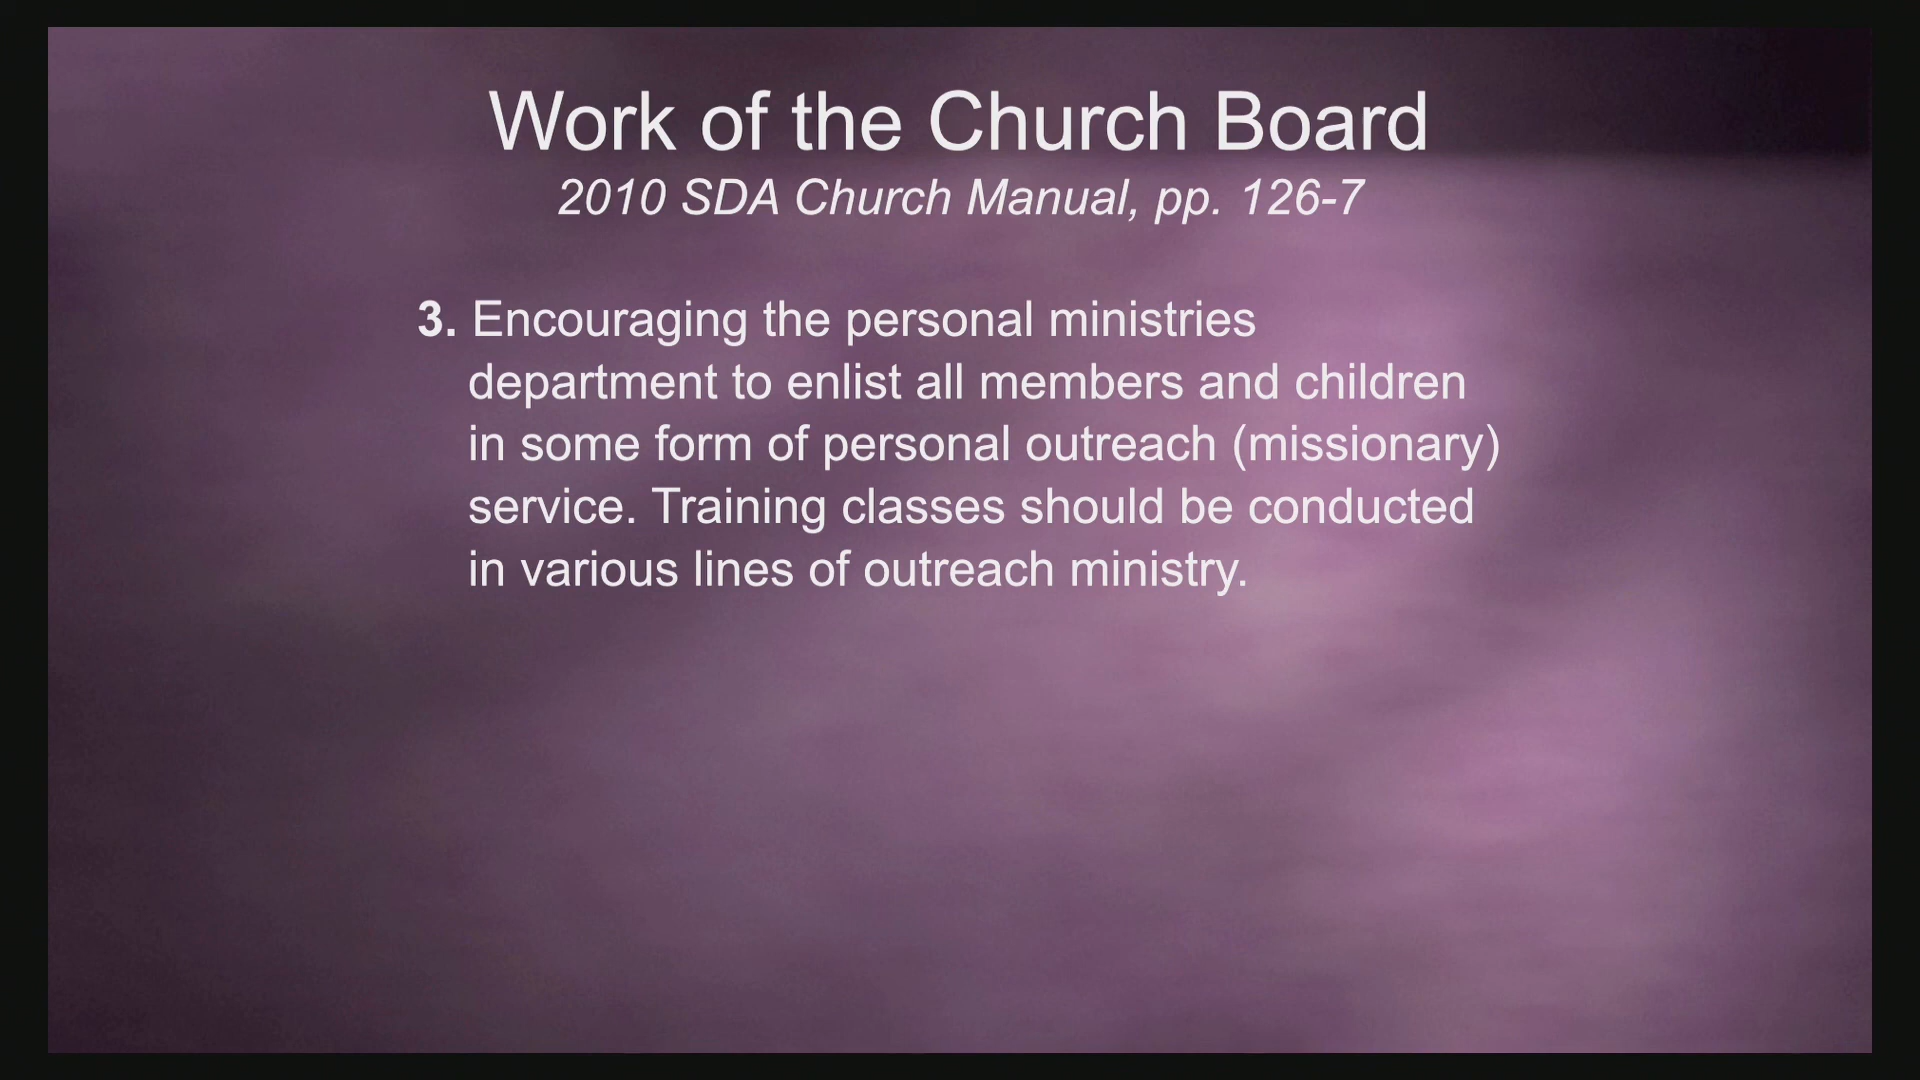 Work of the Church Board
2010 SDA Church Manual, pp. 126-7
3. Encouraging the personal ministries
department to enlist all members and children
in some form of personal outreach (missionary)
service. Training classes should be conducted
in various lines of outreach ministry.